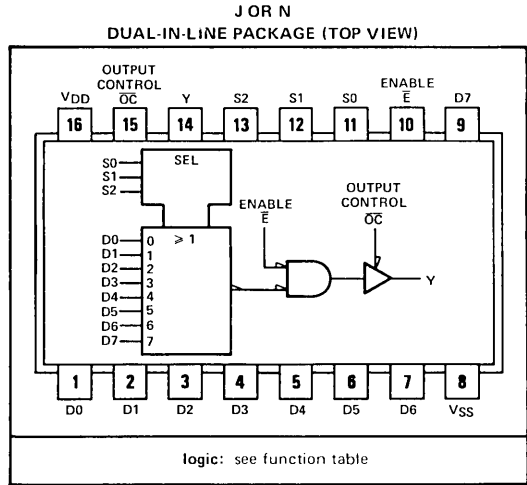 J OR N
DUAL-IN-LINE PACKAGE (TOP VIEW)
VDD
OUTPUT
CONTROL
OC
Y
S2
S1
S0
ENABLE
E
D7
16 15 14 13 12 11 10 9
S0
S1
S2
SEL
D0
D1
D2
D3
D4
D5
D6
D7
0
1
2
3
4
5
6
7
⩾ 1
ENABLE
E
OUTPUT
CONTROL
OC
Y
1 2 3 4 5 6 7 8
D0 D1 D2 D3 D4 D5 D6 VSS
logic: see function table